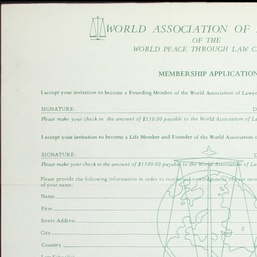 WORLD ASSOCIATION OF
OF THE
WORLD PEACE THROUGH LAW
MEMBERSHIP APPLICATION
I accept your invitation to become a Founding Member of the World Association of Lawye
SIGNATURE:
Please make your check in the amount of $110.00 payable to the World Association of La
I accept your invitation to become a Life Member and Founder of the World Association
SIGNATURE:
Please make your check in the amount of $1500.00 payable to the World Association of
Please provide the following information in order to
of your name:
Name
Firm
Street Address
City
Country